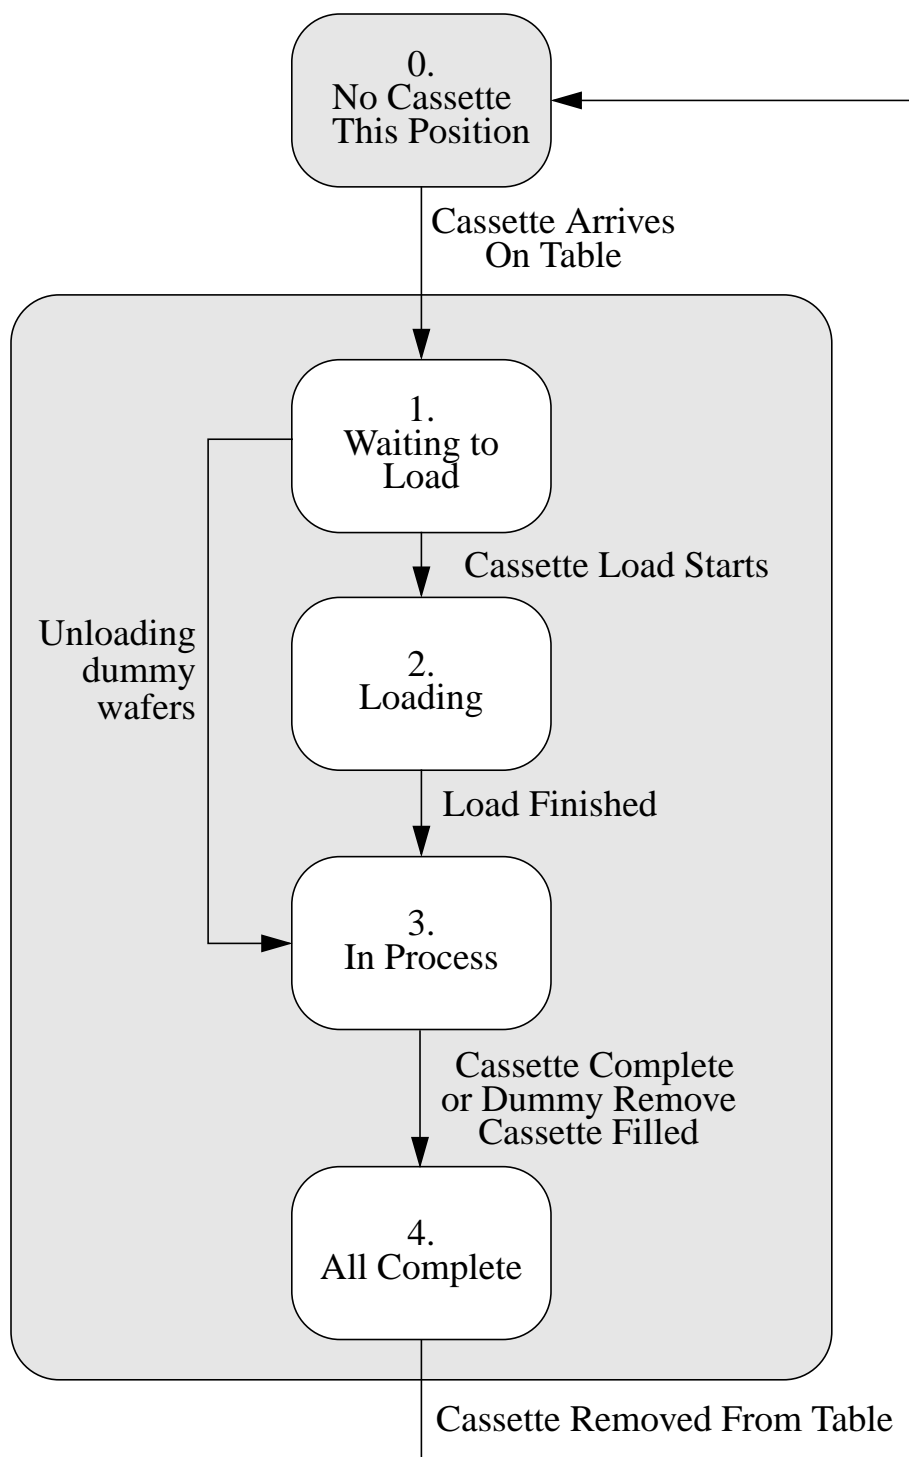 0.
No Cassette
This Position
Cassette Arrives
On Table
1.
Waiting to
Load
Cassette Load Starts
Unloading
dummy
wafers
2.
Loading
Load Finished
3.
In Process
Cassette Complete
or Dummy Remove
Cassette Filled
4.
All Complete
Cassette Removed From Table